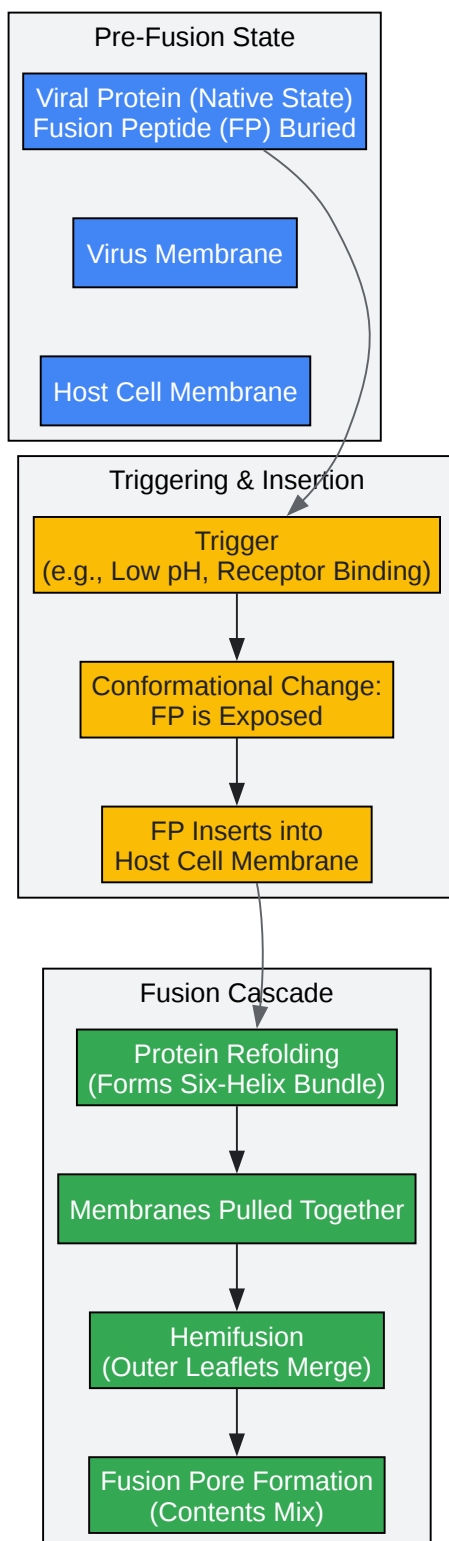 Pre-Fusion State
Viral Protein (Native State)
Fusion Peptide (FP) Buried
Virus Membrane
Host Cell Membrane
Triggering & Insertion
Trigger
(e.g., Low pH, Receptor Binding)
Conformational Change:
FP is Exposed
FP Inserts into
Host Cell Membrane
Fusion Cascade
Protein Refolding
(Forms Six-Helix Bundle)
Membranes Pulled Together
Hemifusion
(Outer Leaflets Merge)
Fusion Pore Formation
(Contents Mix)